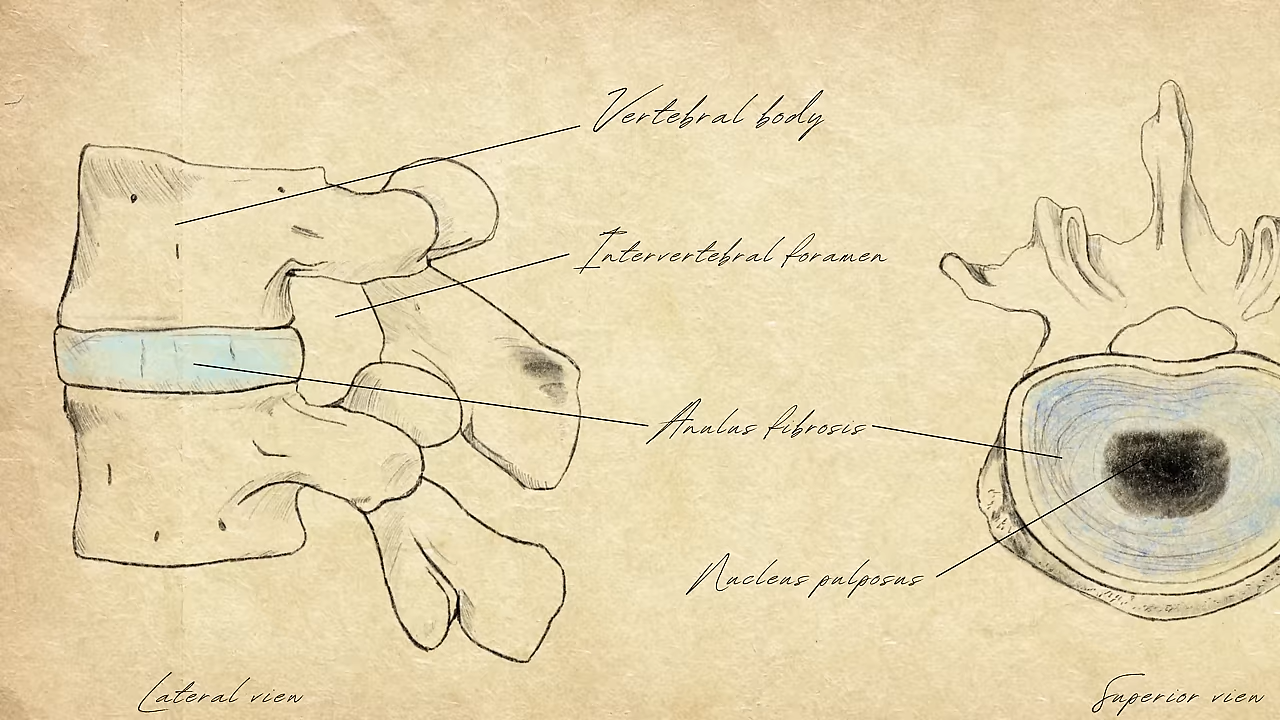 Vertebral body
Intervertebral foramen
Anulus fibrosis
Nucleus pulposus
Lateral view
Superior view